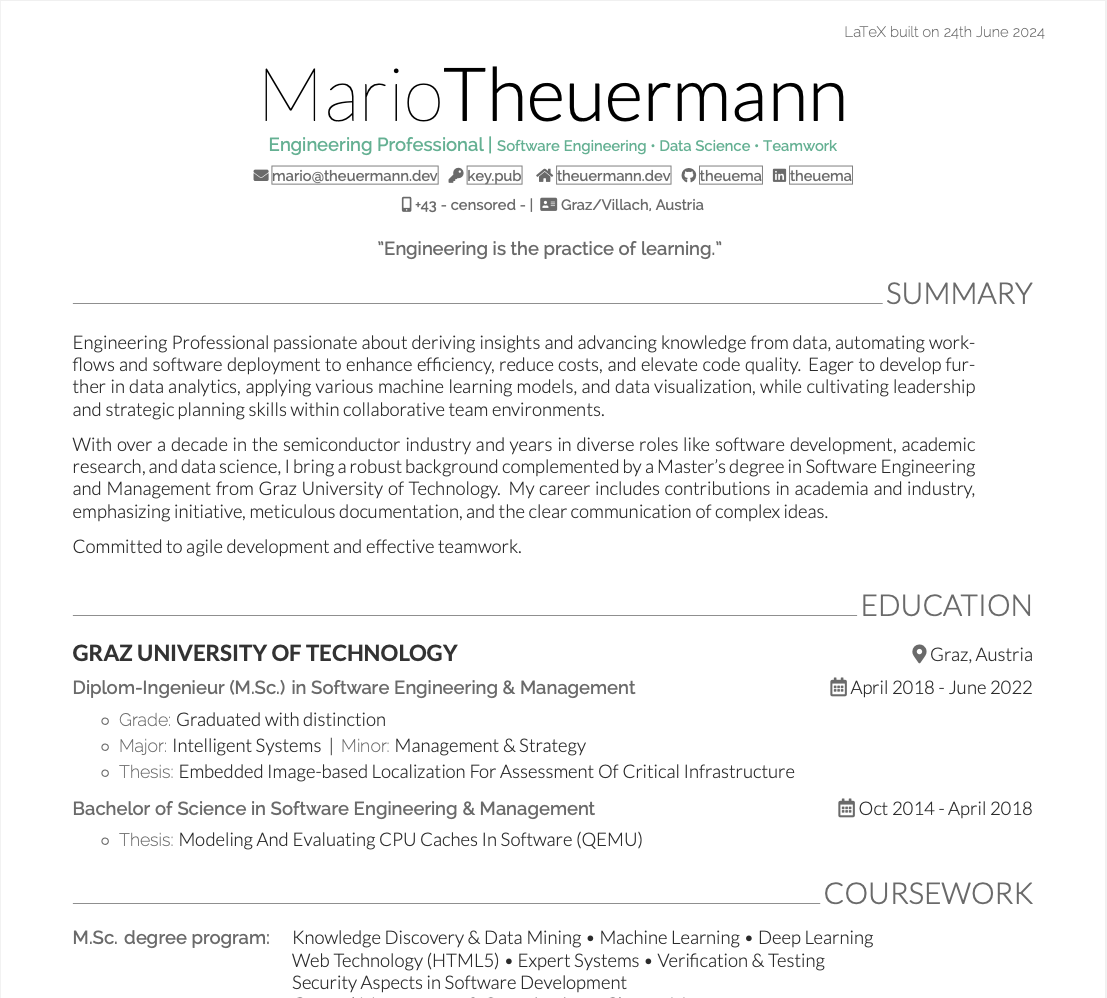 LaTeX built on 24th June 2024
MarioTheuermann
Engineering Professional | Software Engineering • Data Science • Teamwork
mario@theuermann.dev key.pub theuermann.dev theuema theuema
+43 - censored - | Graz/Villach, Austria
"Engineering is the practice of learning."
SUMMARY
Engineering Professional passionate about deriving insights and advancing knowledge from data, automating work-
flows and software deployment to enhance efficiency, reduce costs, and elevate code quality. Eager to develop fur-
ther in data analytics, applying various machine learning models, and data visualization, while cultivating leadership
and strategic planning skills within collaborative team environments.
With over a decade in the semiconductor industry and years in diverse roles like software development, academic
research, and data science, I bring a robust background complemented by a Master's degree in Software Engineering
and Management from Graz University of Technology. My career includes contributions in academia and industry,
emphasizing initiative, meticulous documentation, and the clear communication of complex ideas.
Committed to agile development and effective teamwork.
EDUCATION
GRAZ UNIVERSITY OF TECHNOLOGY Graz, Austria
Diplom-Ingenieur (M.Sc.) in Software Engineering & Management April 2018 - June 2022
◦ Grade: Graduated with distinction
◦ Major: Intelligent Systems | Minor: Management & Strategy
◦ Thesis: Embedded Image-based Localization For Assessment Of Critical Infrastructure
Bachelor of Science in Software Engineering & Management Oct 2014 - April 2018
◦ Thesis: Modeling And Evaluating CPU Caches In Software (QEMU)
COURSEWORK
M.Sc. degree program: Knowledge Discovery & Data Mining • Machine Learning • Deep Learning
Web Technology (HTML5) • Expert Systems • Verification & Testing
Security Aspects in Software Development